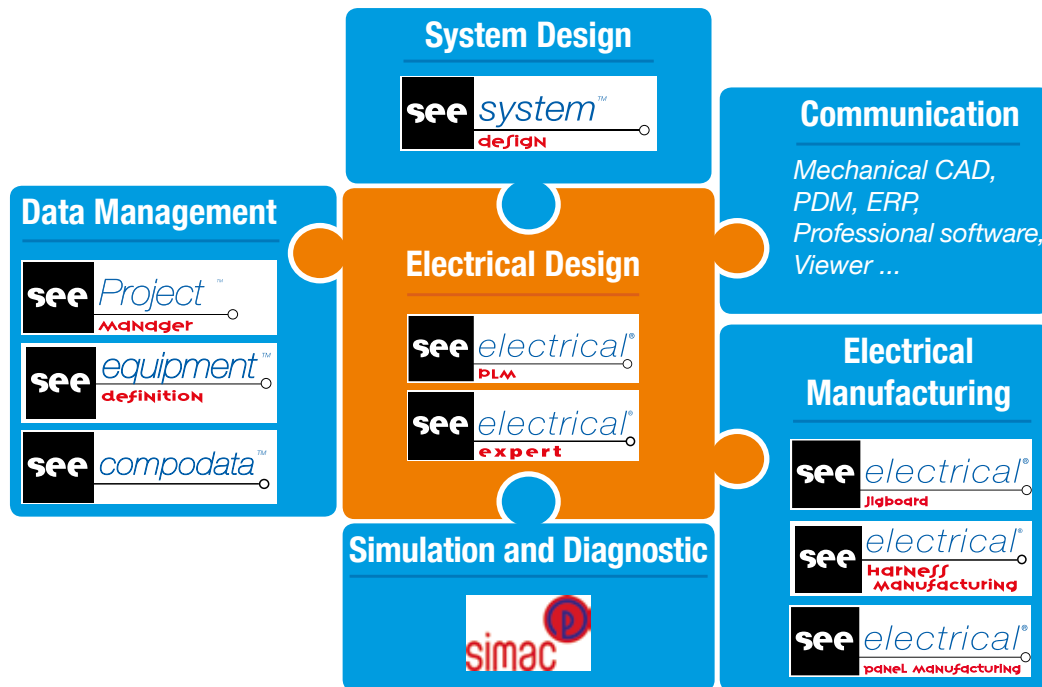 System Design
see system™
design
Communication
Mechanical CAD,
PDM, ERP,
Professional software,
Viewer ...
Data Management
see Project™
manager
see equipment™
definition
see compodata™
Electrical Design
see electrical®
PLM
see electrical®
expert
Electrical
Manufacturing
see electrical®
jigboard
see electrical®
Harness
manufacturing
see electrical®
panel manufacturing
Simulation and Diagnostic
simac
p